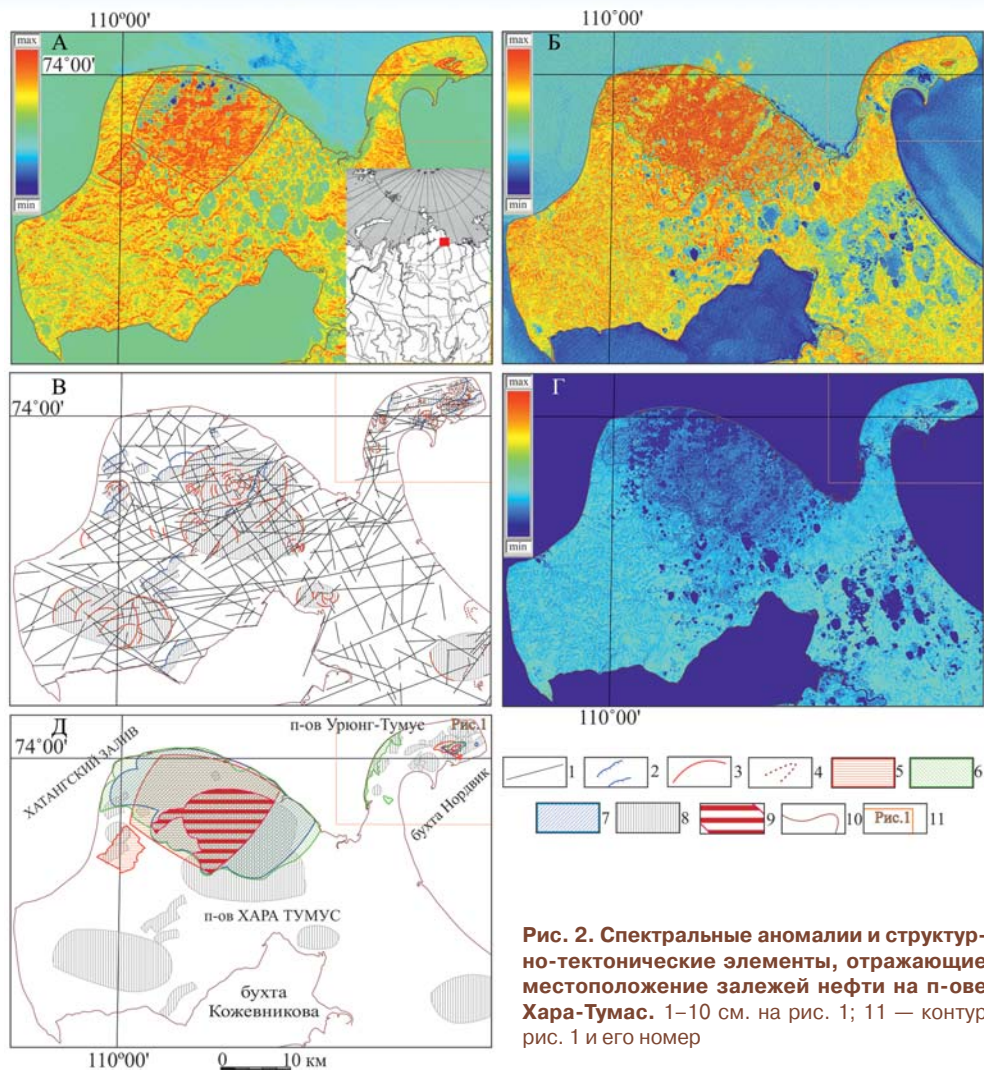 110°00'
110°00'
max
А
74°00'
min
max
Б
min
В
74°00'
max
Г
min
110°00'
Д
74°00'
п-ов Урюнг-Тумус
Рис.1
ХАТАНГСКИЙ ЗАЛИВ
бухта Нордвик
п-ов ХАРА ТУМУС
бухта
Кожевникова
110°00'
0 10 км
1 2 3 4 5 6
7 8 9 10 Рис.1 11
Рис. 2. Спектральные аномалии и структур-
но-тектонические элементы, отражающие
местоположение залежей нефти на п-ове
Хара-Тумас. 1–10 см. на рис. 1; 11 — контур
рис. 1 и его номер